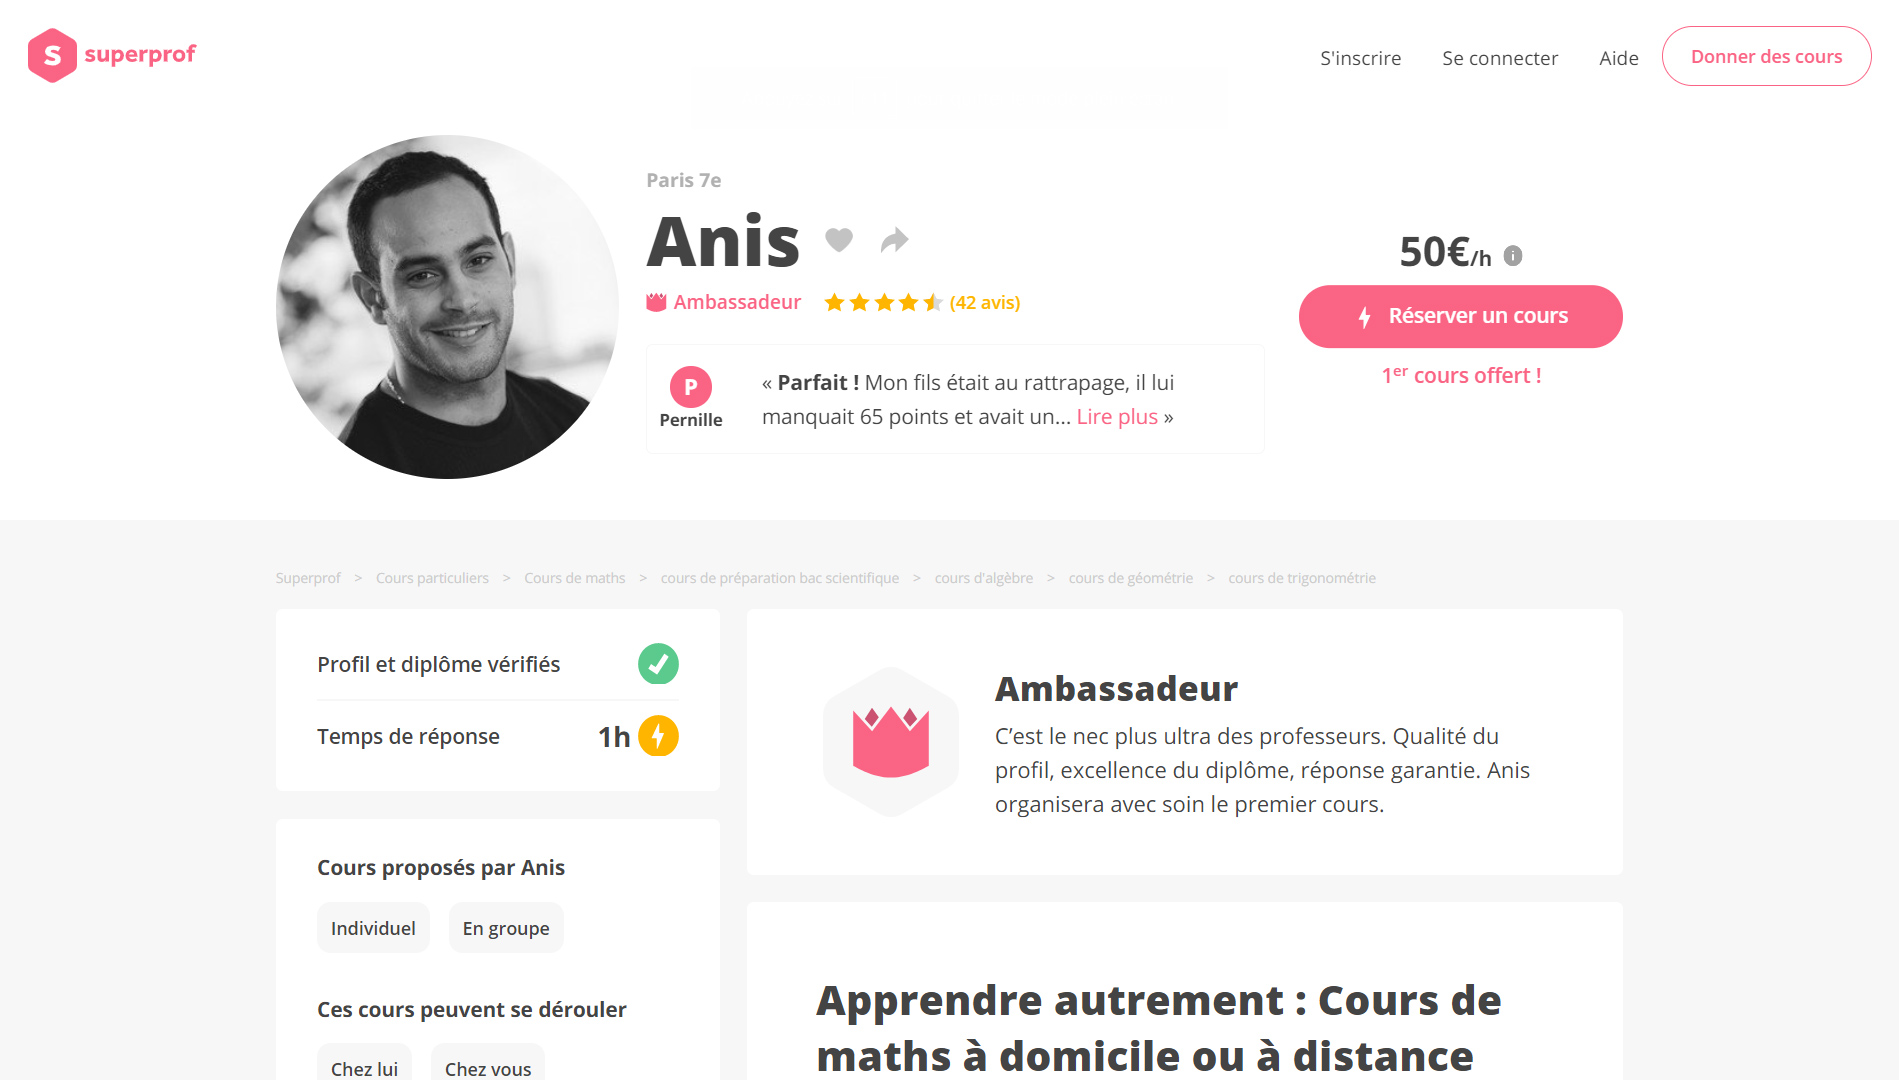 superprof
S'inscrire
Se connecter
Aide
Donner des cours
Paris 7e
Anis
Ambassadeur
(42 avis)
50€/h
Réserver un cours
1er cours offert !
P
Pernille
« Parfait ! Mon fils était au rattrapage, il lui
manquait 65 points et avait un... Lire plus »
Superprof > Cours particuliers > Cours de maths > cours de préparation bac scientifique > cours d'algèbre > cours de géométrie > cours de trigonométrie
Profil et diplôme vérifiés
Temps de réponse 1h
Ambassadeur
C’est le nec plus ultra des professeurs. Qualité du
profil, excellence du diplôme, réponse garantie. Anis
organisera avec soin le premier cours.
Cours proposés par Anis
Individuel
En groupe
Ces cours peuvent se dérouler
Chez lui
Chez vous
Apprendre autrement : Cours de
maths à domicile ou à distance